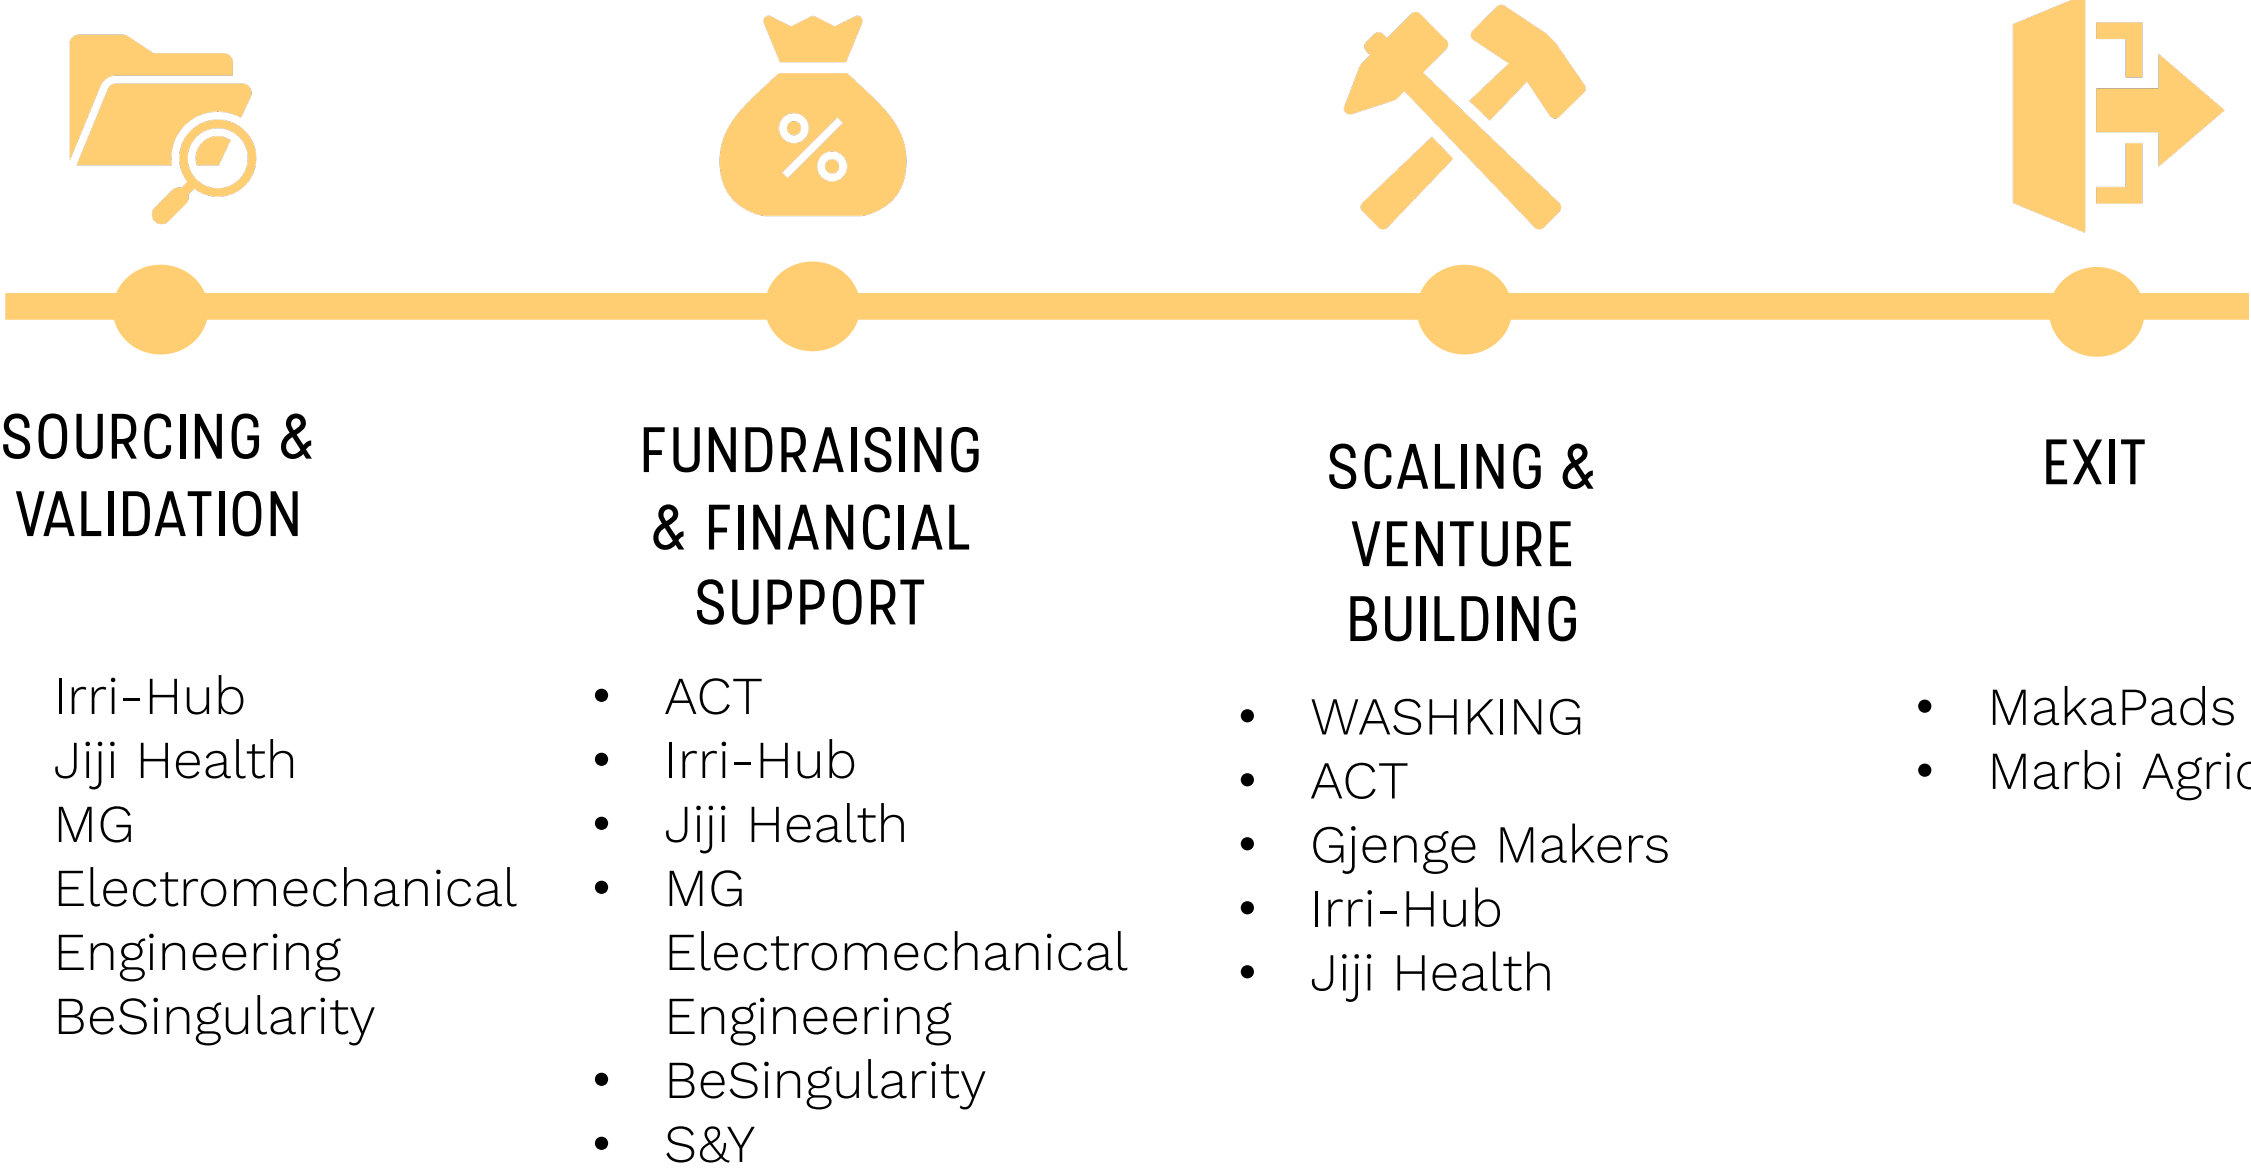 SOURCING &
VALIDATION
Irri-Hub
Jiji Health
MG
Electromechanical
Engineering
BeSingularity
FUNDRAISING
& FINANCIAL
SUPPORT
• ACT
• Irri-Hub
• Jiji Health
• MG
Electromechanical
Engineering
• BeSingularity
• S&Y
SCALING &
VENTURE
BUILDING
• WASHKING
• ACT
• Gjenge Makers
• Irri-Hub
• Jiji Health
EXIT
• MakaPads
• Marbi